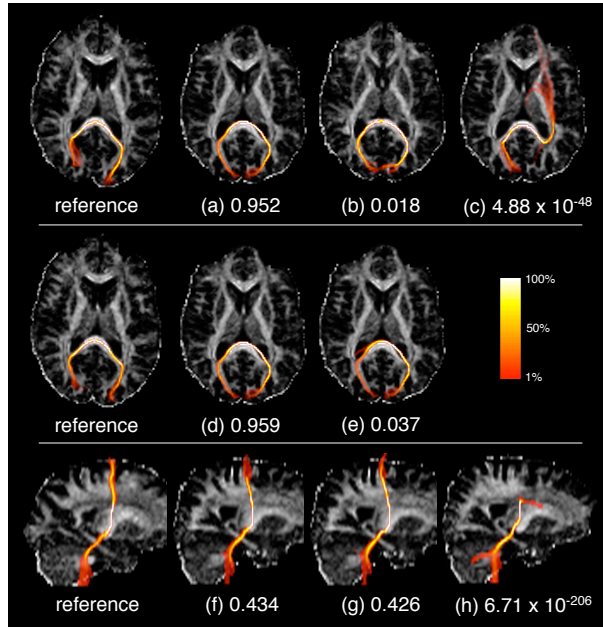 reference (a) 0.952 (b) 0.018 (c) 4.88 x 10⁻⁴⁸
100%
50%
1%
reference (d) 0.959 (e) 0.037
reference (f) 0.434 (g) 0.426 (h) 6.71 x 10⁻²⁰⁶